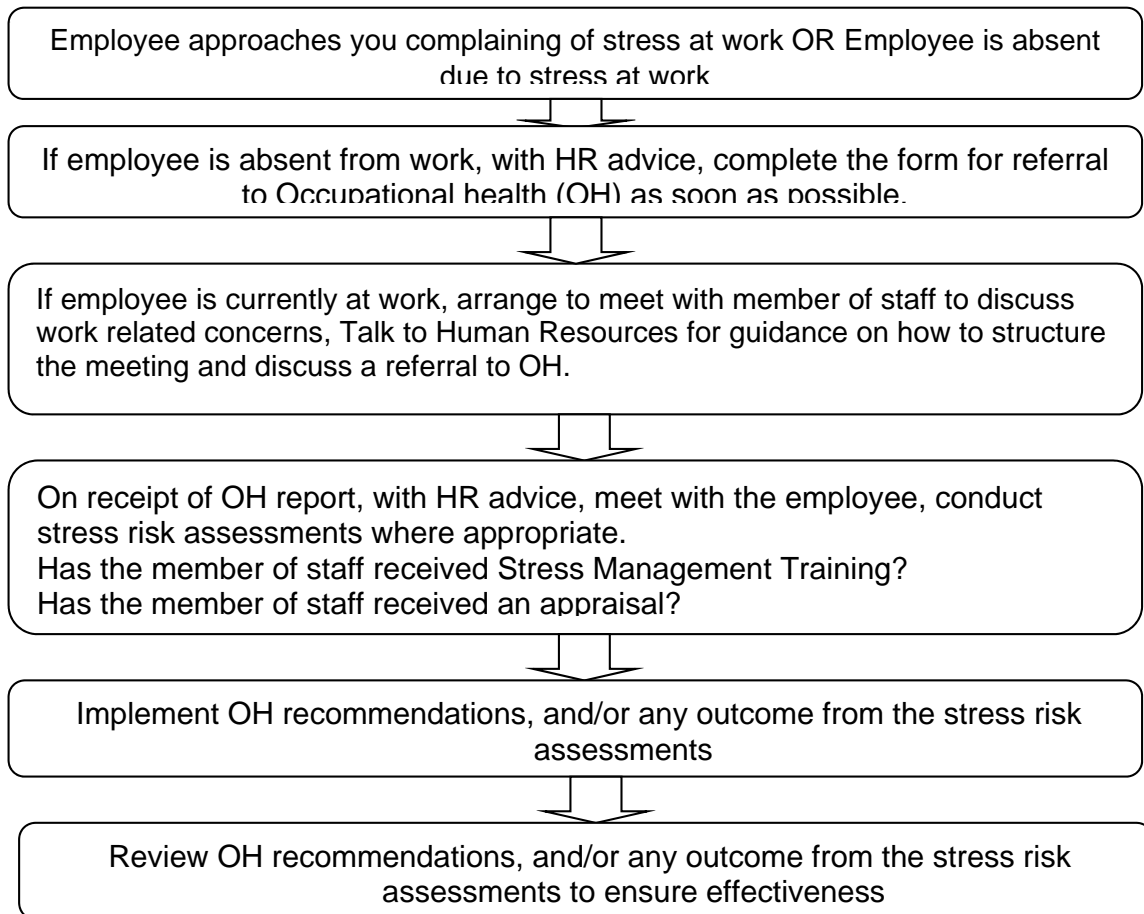 Employee approaches you complaining of stress at work OR Employee is absent
due to stress at work
If employee is absent from work, with HR advice, complete the form for referral
to Occupational health (OH) as soon as possible.
If employee is currently at work, arrange to meet with member of staff to discuss
work related concerns, Talk to Human Resources for guidance on how to structure
the meeting and discuss a referral to OH.
On receipt of OH report, with HR advice, meet with the employee, conduct
stress risk assessments where appropriate.
Has the member of staff received Stress Management Training?
Has the member of staff received an appraisal?
Implement OH recommendations, and/or any outcome from the stress risk
assessments
Review OH recommendations, and/or any outcome from the stress risk
assessments to ensure effectiveness